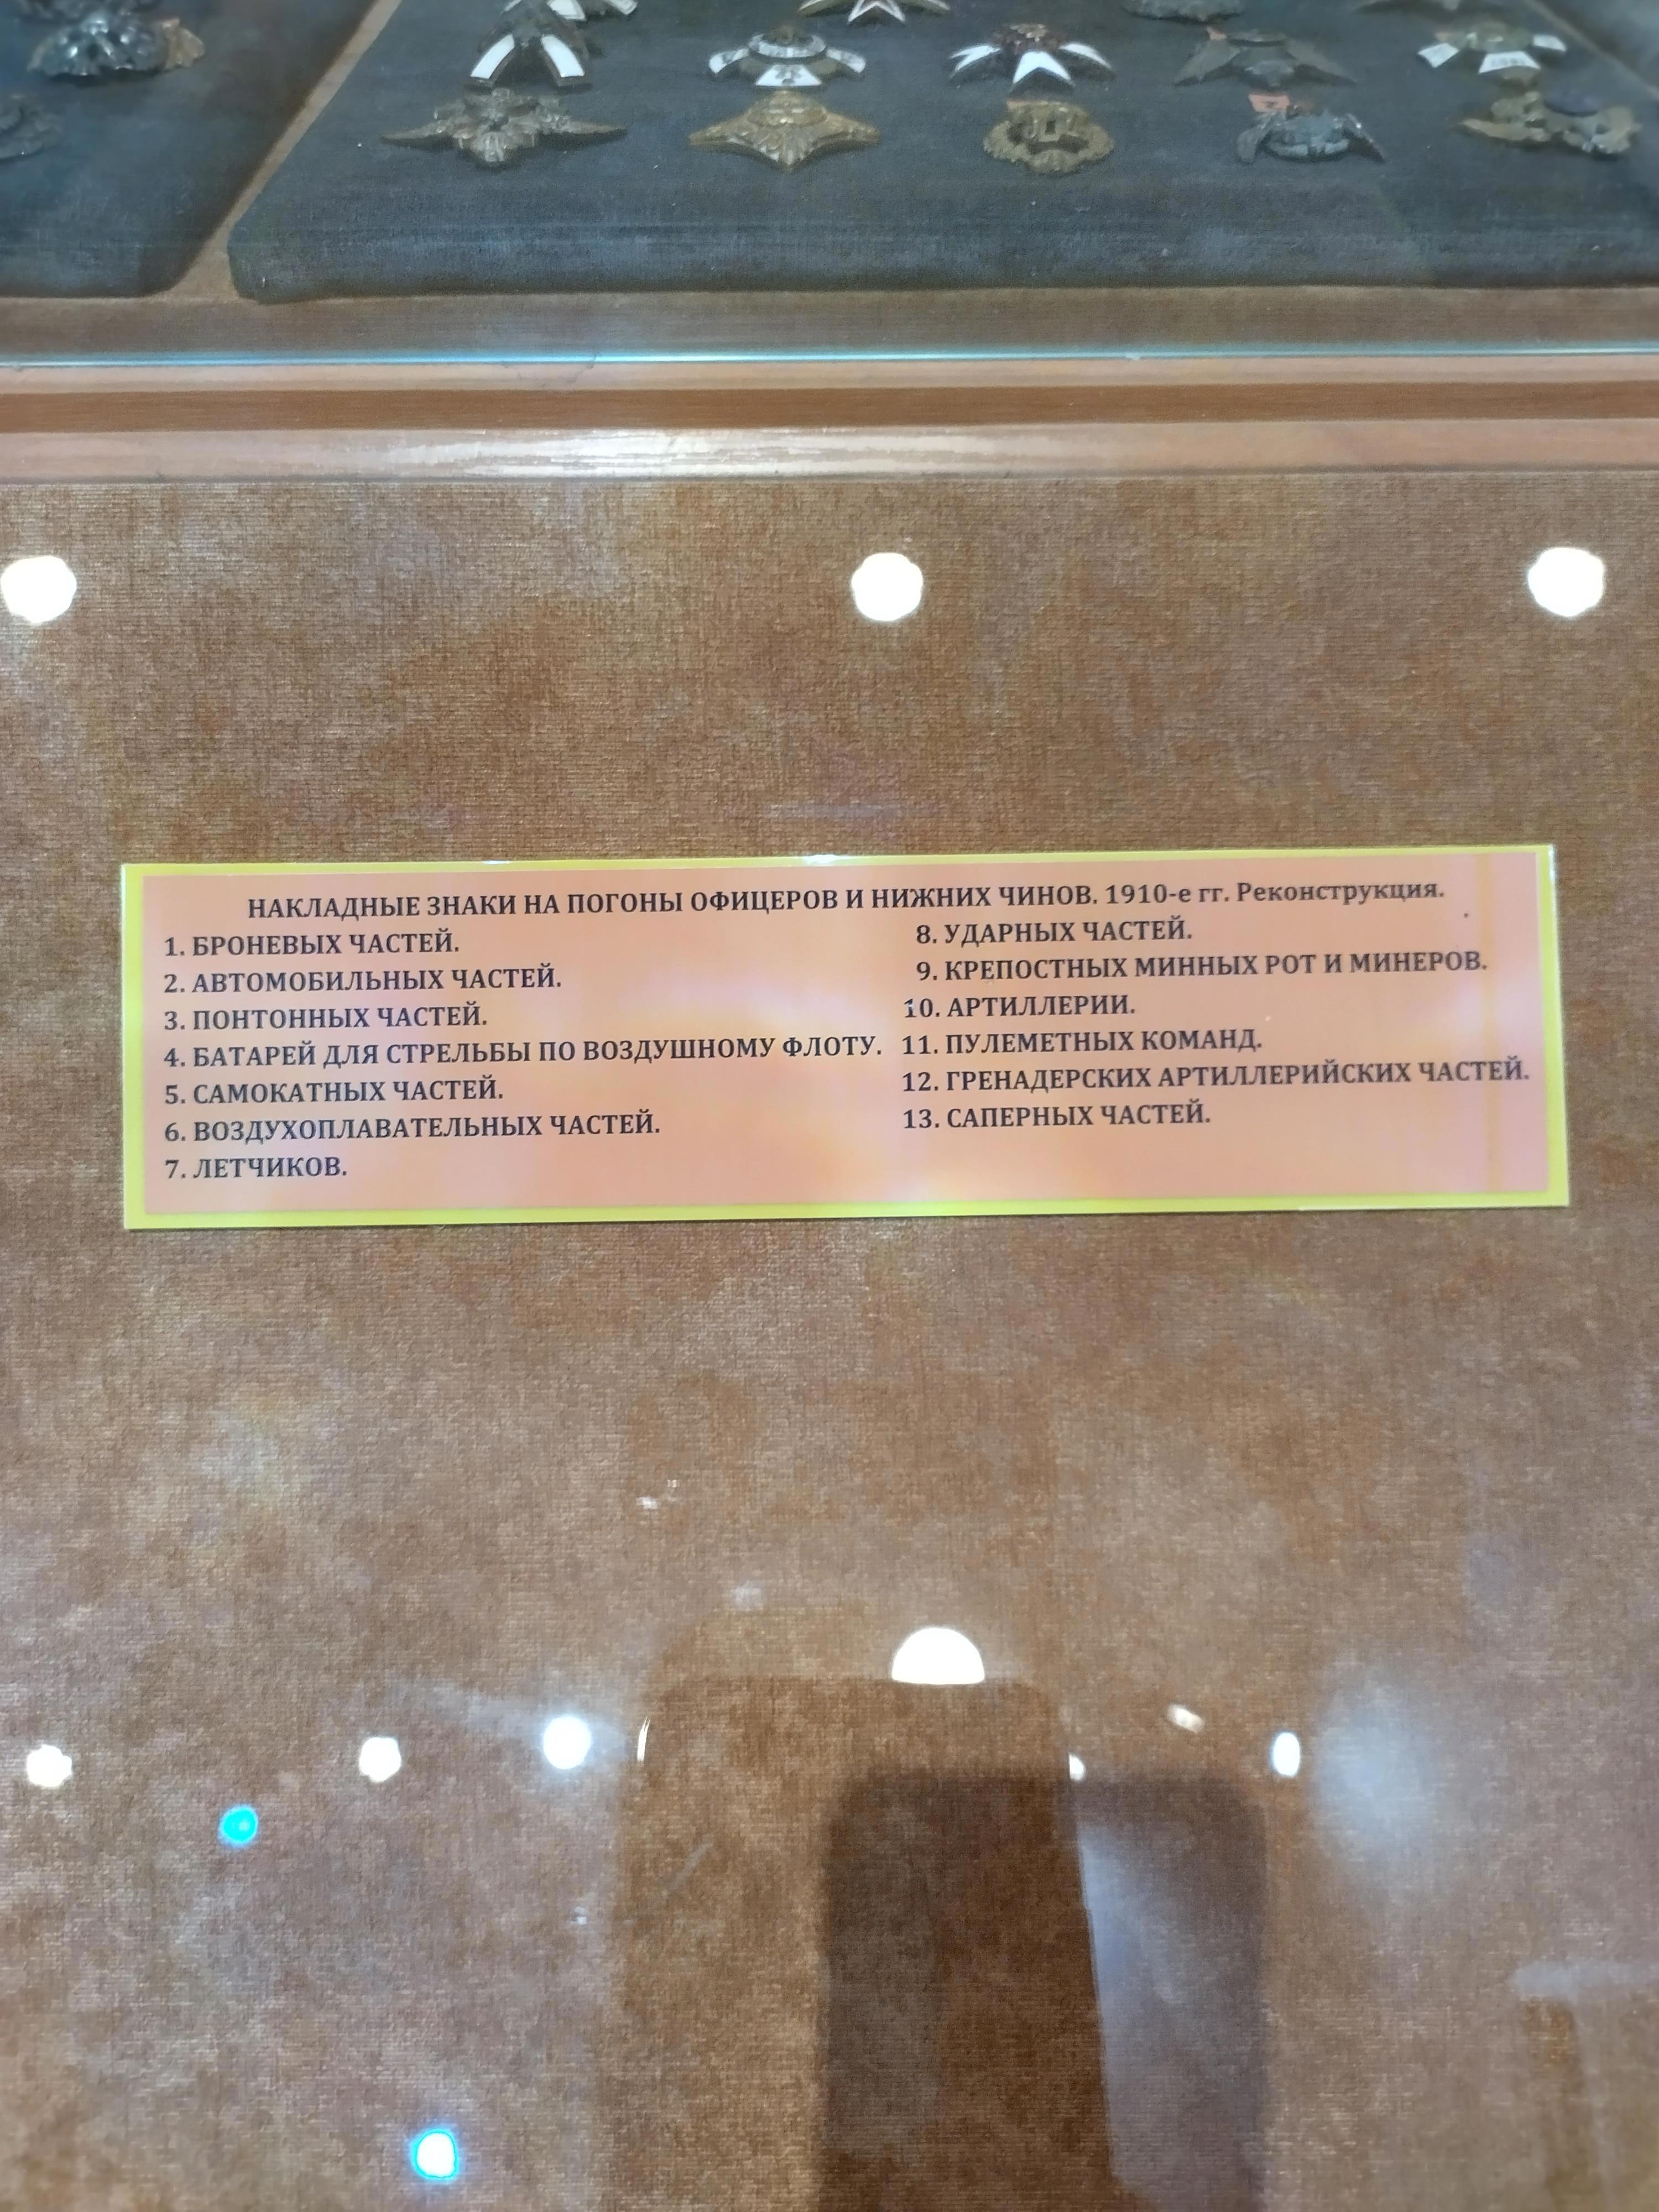 НАКЛАДНЫЕ ЗНАКИ НА ПОГОНЫ ОФИЦЕРОВ И НИЖНИХ ЧИНОВ. 1910-е гг. Реконструкция.
1. БРОНЕВЫХ ЧАСТЕЙ.
2. АВТОМОБИЛЬНЫХ ЧАСТЕЙ.
3. ПОНТОННЫХ ЧАСТЕЙ.
4. БАТАРЕЙ ДЛЯ СТРЕЛЬБЫ ПО ВОЗДУШНОМУ ФЛОТУ.
5. САМОКАТНЫХ ЧАСТЕЙ.
6. ВОЗДУХОПЛАВАТЕЛЬНЫХ ЧАСТЕЙ.
7. ЛЕТЧИКОВ.
8. УДАРНЫХ ЧАСТЕЙ.
9. КРЕПОСТНЫХ МИННЫХ РОТ И МИНЕРОВ.
10. АРТИЛЛЕРИИ.
11. ПУЛЕМЕТНЫХ КОМАНД.
12. ГРЕНАДЕРСКИХ АРТИЛЛЕРИЙСКИХ ЧАСТЕЙ.
13. САПЕРНЫХ ЧАСТЕЙ.